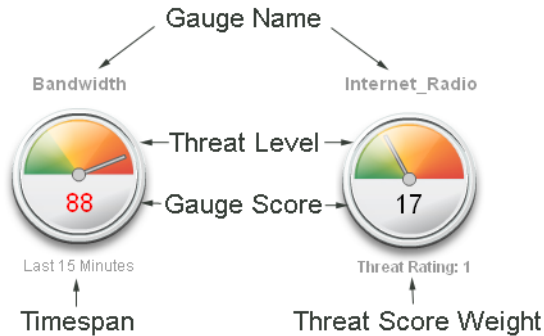 Gauge Name
Bandwidth
Internet_Radio
Threat Level
88
Gauge Score
17
Last 15 Minutes
Threat Rating: 1
Timespan
Threat Score Weight